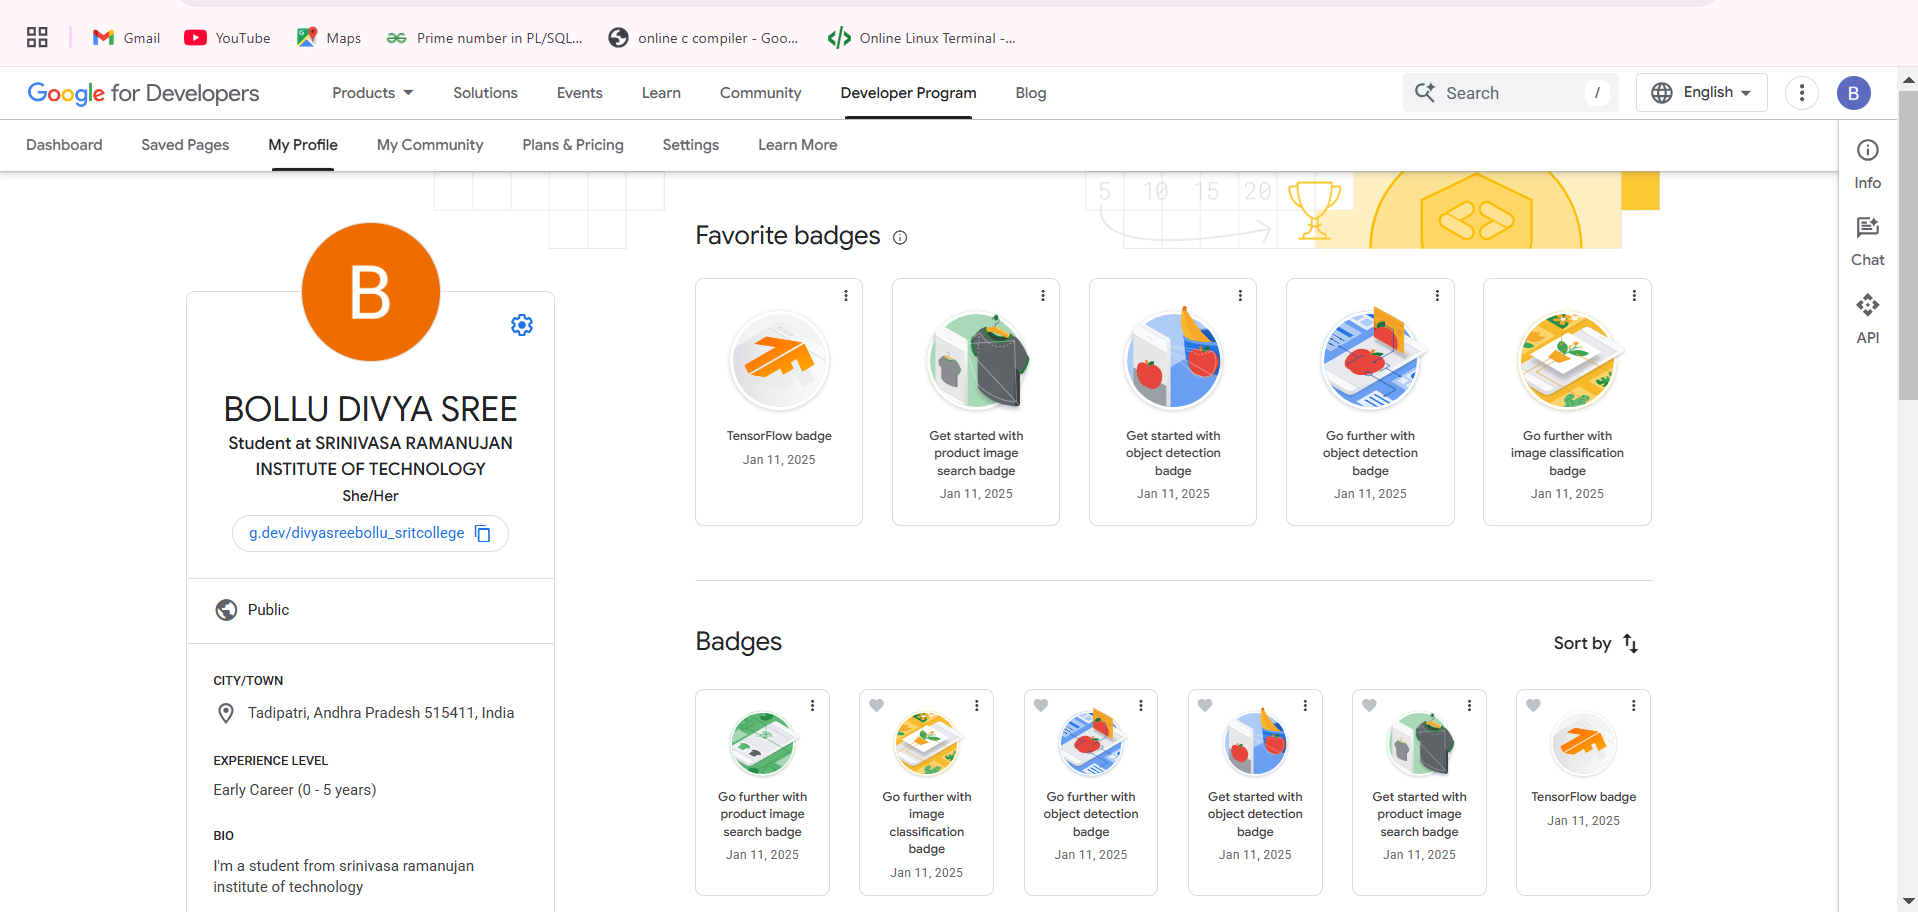 Gmail
YouTube
Maps
Prime number in PL/SQL...
online c compiler - Goo...
Online Linux Terminal -...
Google for Developers
Products
Solutions
Events
Learn
Community
Developer Program
Blog
Search
/
English
B
Dashboard
Saved Pages
My Profile
My Community
Plans & Pricing
Settings
Learn More
Info
Chat
API
5 10 15 20
B
BOLLU DIVYA SREE
Student at SRINIVASA RAMANUJAN
INSTITUTE OF TECHNOLOGY
She/Her
g.dev/divyasreebollu_sritcollege
Public
CITY/TOWN
Tadipatri, Andhra Pradesh 515411, India
EXPERIENCE LEVEL
Early Career (0 - 5 years)
BIO
I'm a student from srinivasa ramanujan
institute of technology
Favorite badges
TensorFlow badge
Jan 11, 2025
Get started with
product image
search badge
Jan 11, 2025
Get started with
object detection
badge
Jan 11, 2025
Go further with
object detection
badge
Jan 11, 2025
Go further with
image classification
badge
Jan 11, 2025
Badges
Sort by
Go further with
product image
search badge
Jan 11, 2025
Go further with
image
classification
badge
Jan 11, 2025
Go further with
object detection
badge
Jan 11, 2025
Get started with
object detection
badge
Jan 11, 2025
Get started with
product image
search badge
Jan 11, 2025
TensorFlow badge
Jan 11, 2025